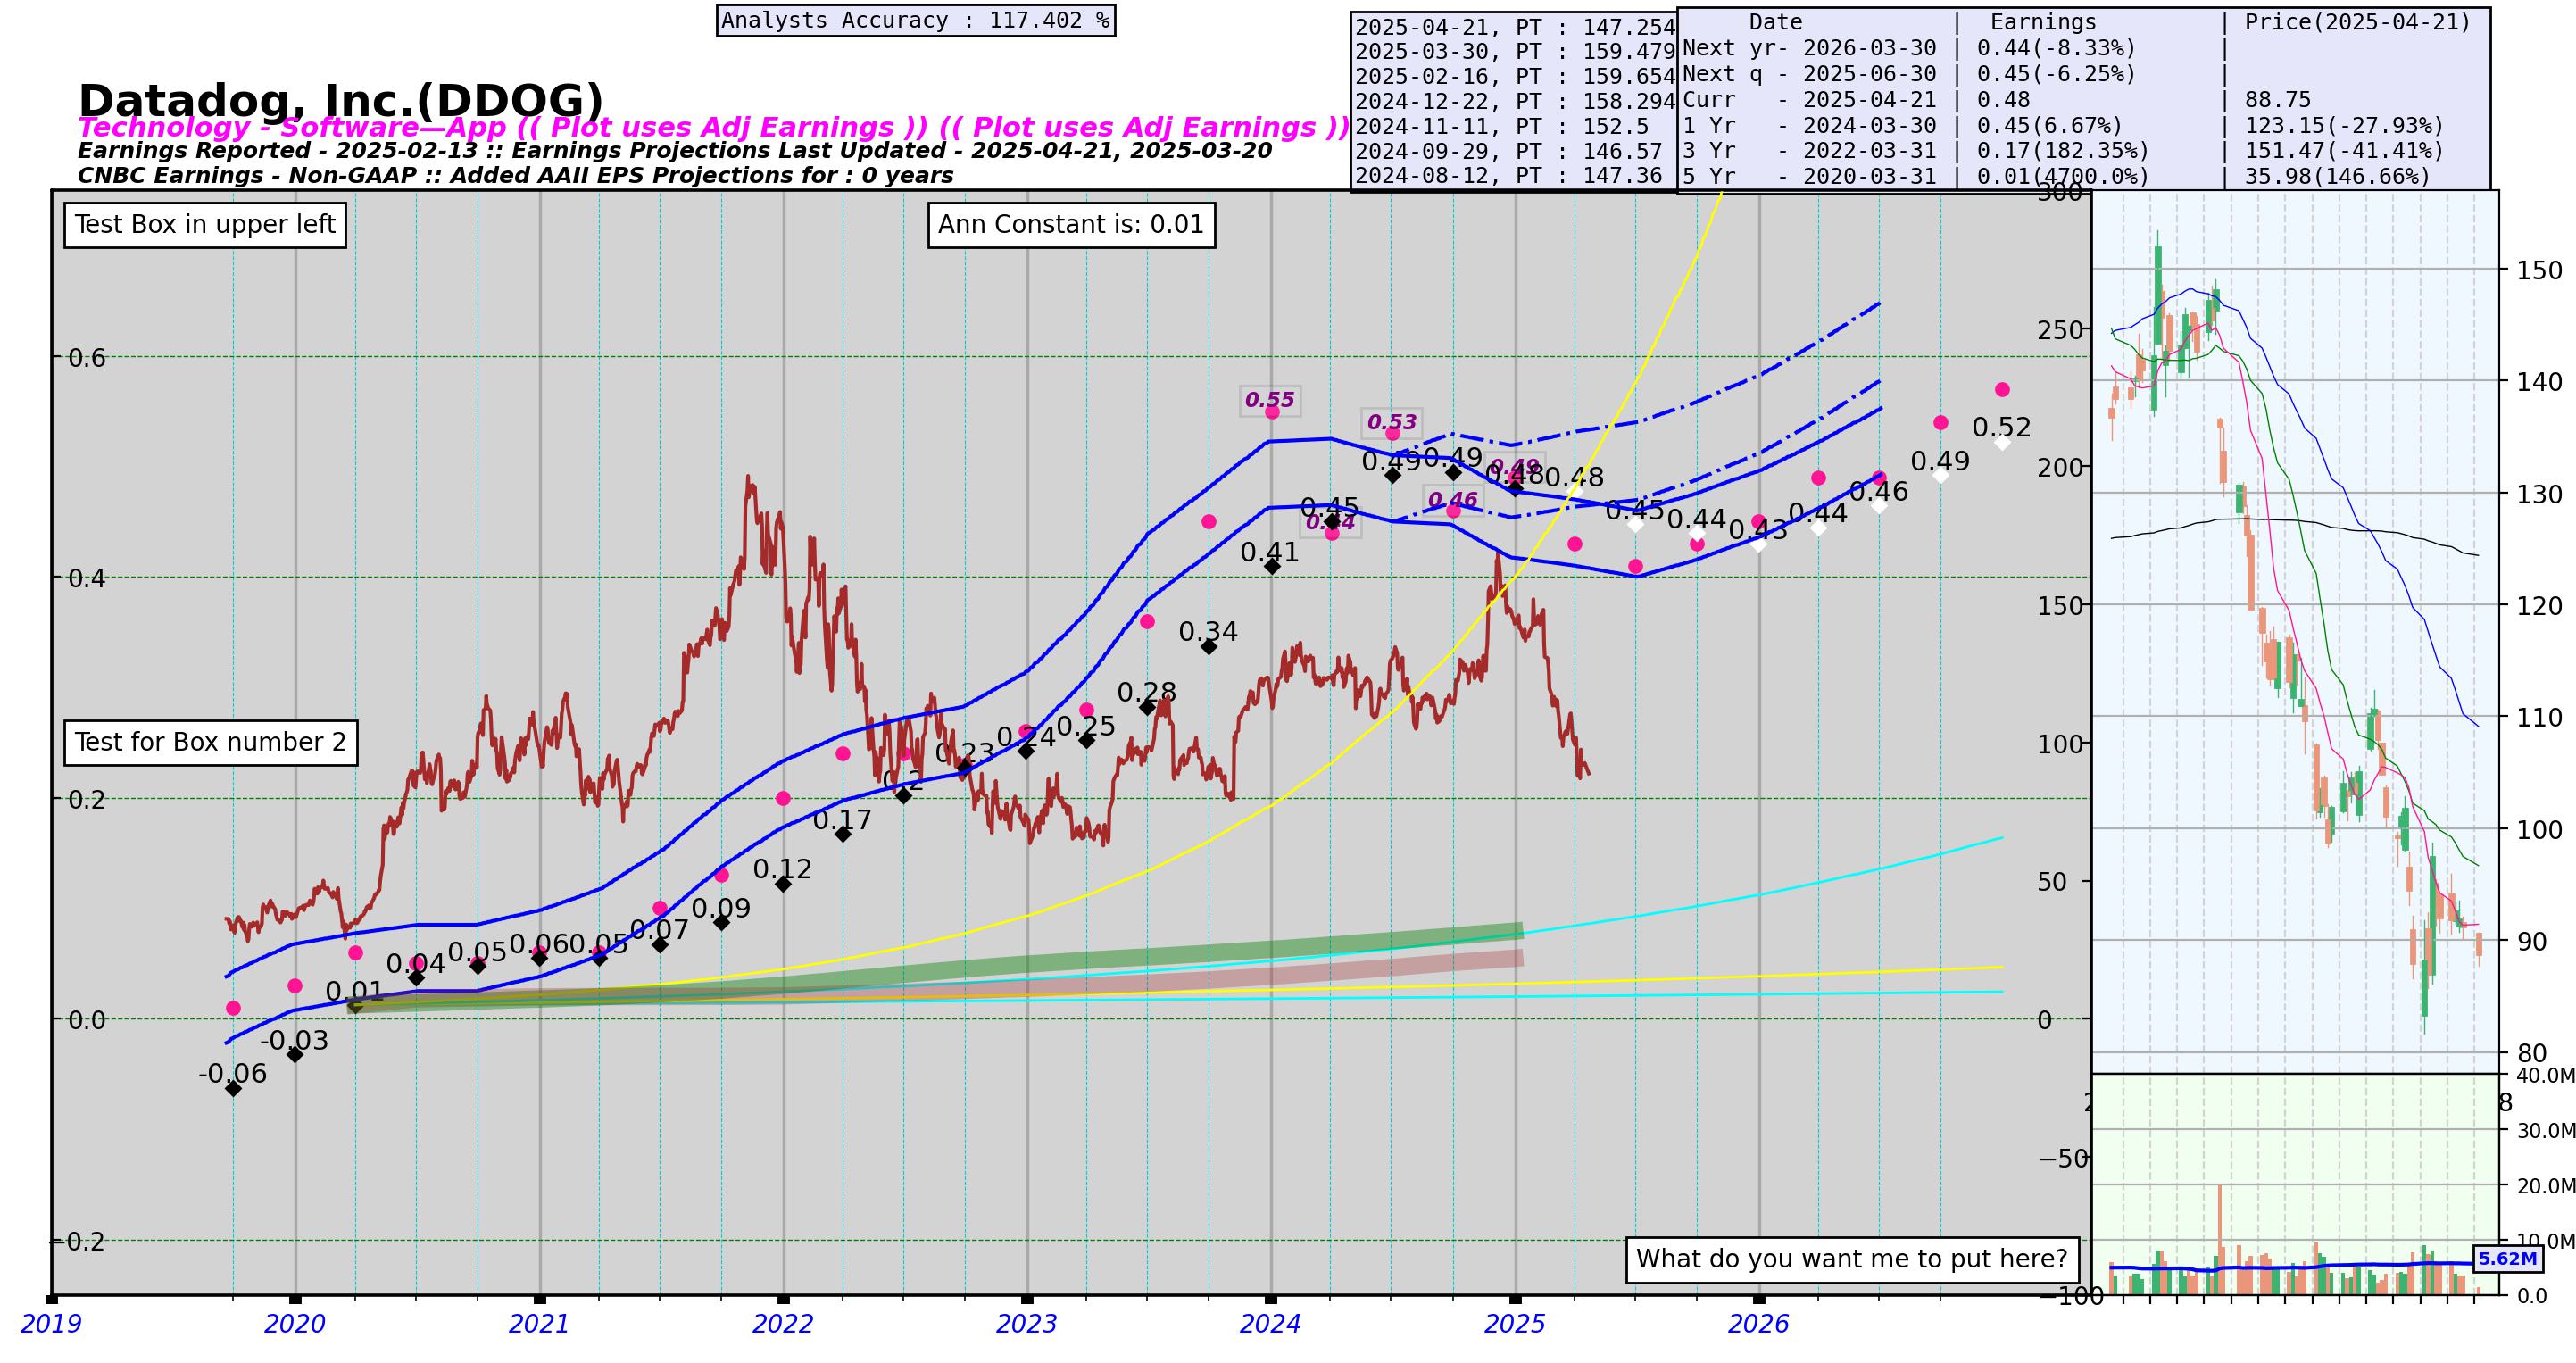 Analysts Accuracy : 117.402 %
2025-04-21, PT : 147.254
2025-03-30, PT : 159.479
2025-02-16, PT : 159.654
2024-12-22, PT : 158.294
2024-11-11, PT : 152.5
2024-09-29, PT : 146.57
2024-08-12, PT : 147.36
Date | Earnings | Price(2025-04-21)
Next yr- 2026-03-30 | 0.44(-8.33%) |
Next q - 2025-06-30 | 0.45(-6.25%) |
Curr - 2025-04-21 | 0.48 | 88.75
1 Yr - 2024-03-30 | 0.45(6.67%) | 123.15(-27.93%)
3 Yr - 2022-03-31 | 0.17(182.35%) | 151.47(-41.41%)
5 Yr - 2020-03-31 | 0.01(4700.0%) | 35.98(146.66%)
Datadog, Inc.(DDOG)
Technology - Software—App (( Plot uses Adj Earnings )) (( Plot uses Adj Earnings ))
Earnings Reported - 2025-02-13 :: Earnings Projections Last Updated - 2025-04-21, 2025-03-20
CNBC Earnings - Non-GAAP :: Added AAII EPS Projections for : 0 years
Test Box in upper left
Ann Constant is: 0.01
Test for Box number 2
What do you want me to put here?
0.6
0.4
0.2
0.0
−0.2
-0.06
-0.03
0.01
0.04
0.05
0.06
0.05
0.07
0.09
0.12
0.17
0.2
0.23
0.24
0.25
0.28
0.34
0.41
0.45
0.49
0.49
0.48
0.48
0.45
0.44
0.43
0.44
0.46
0.49
0.52
0.55
0.44
0.53
0.46
0.49
300
250
200
150
100
50
0
−50
−100
150
140
130
120
110
100
90
80
40.0M
30.0M
20.0M
10.0M
0.0
5.62M
8
2019
2020
2021
2022
2023
2024
2025
2026